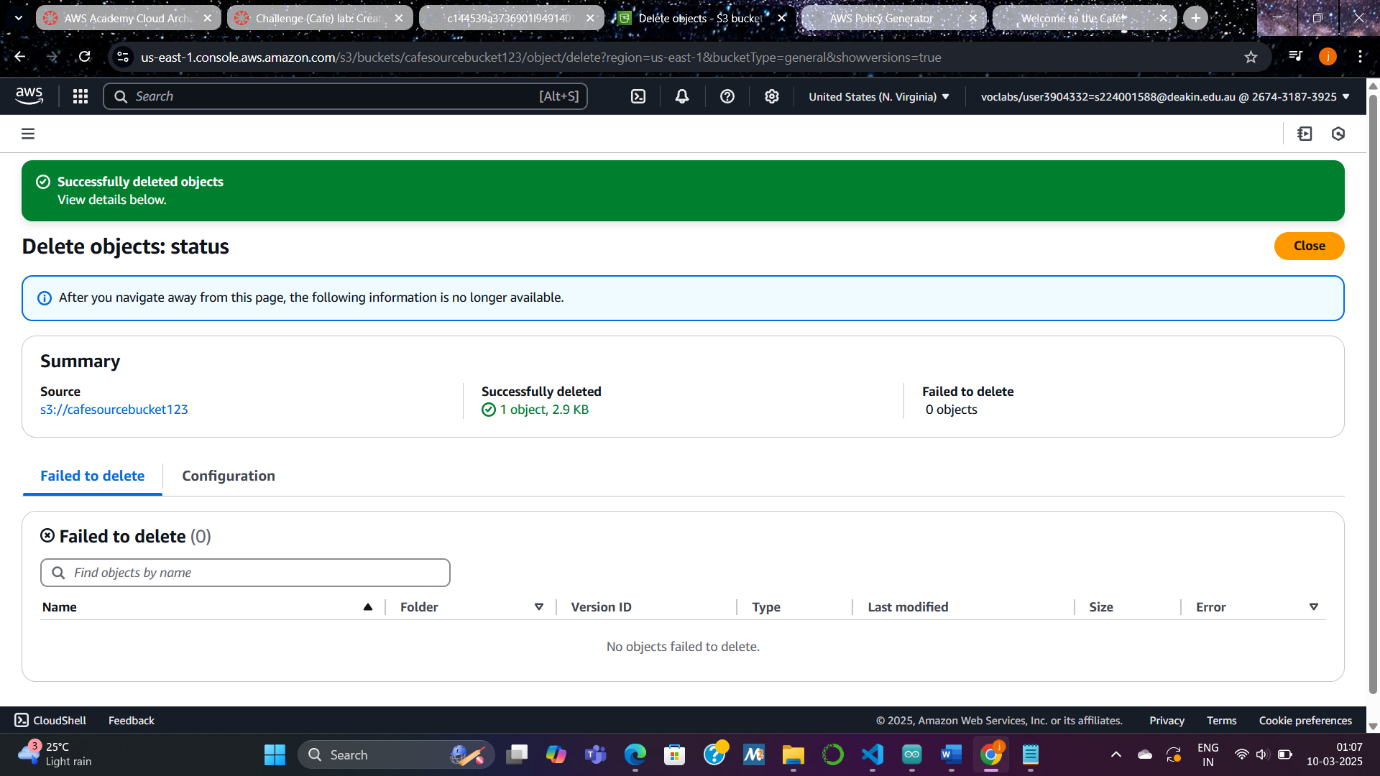 AWS Academy Cloud Arch
Challenge (Cafe) lab: Crea
c144539a3736901l949140
Delete objects - S3 bucket
AWS Policy Generator
Welcome to the Café!
us-east-1.console.aws.amazon.com/s3/buckets/cafesourcebucket123/object/delete?region=us-east-1&bucketType=general&showversions=true
j
aws
Search
[Alt+S]
United States (N. Virginia)
voclabs/user3904332=s224001588@deakin.edu.au @ 2674-3187-3925
Successfully deleted objects
View details below.
Delete objects: status
Close
After you navigate away from this page, the following information is no longer available.
Summary
Source
s3://cafesourcebucket123
Successfully deleted
1 object, 2.9 KB
Failed to delete
0 objects
Failed to delete
Configuration
Failed to delete (0)
Find objects by name
Name
Folder
Version ID
Type
Last modified
Size
Error
No objects failed to delete.
CloudShell
Feedback
© 2025, Amazon Web Services, Inc. or its affiliates.
Privacy
Terms
Cookie preferences
3
25°C
Light rain
Search
ENG
IN
01:07
10-03-2025